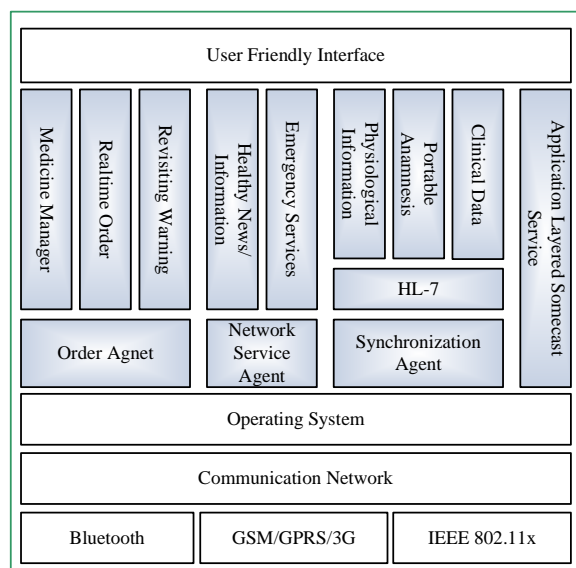 User Friendly Interface
Medicine Manager
Realtime Order
Revisiting Warning
Healthy News/
Information
Emergency Services
Physiological
Information
Portable
Anamnesis
Clinical Data
Application Layered Somecast
Service
HL-7
Order Agnet
Network
Service
Agent
Synchronization
Agent
Operating System
Communication Network
Bluetooth
GSM/GPRS/3G
IEEE 802.11x